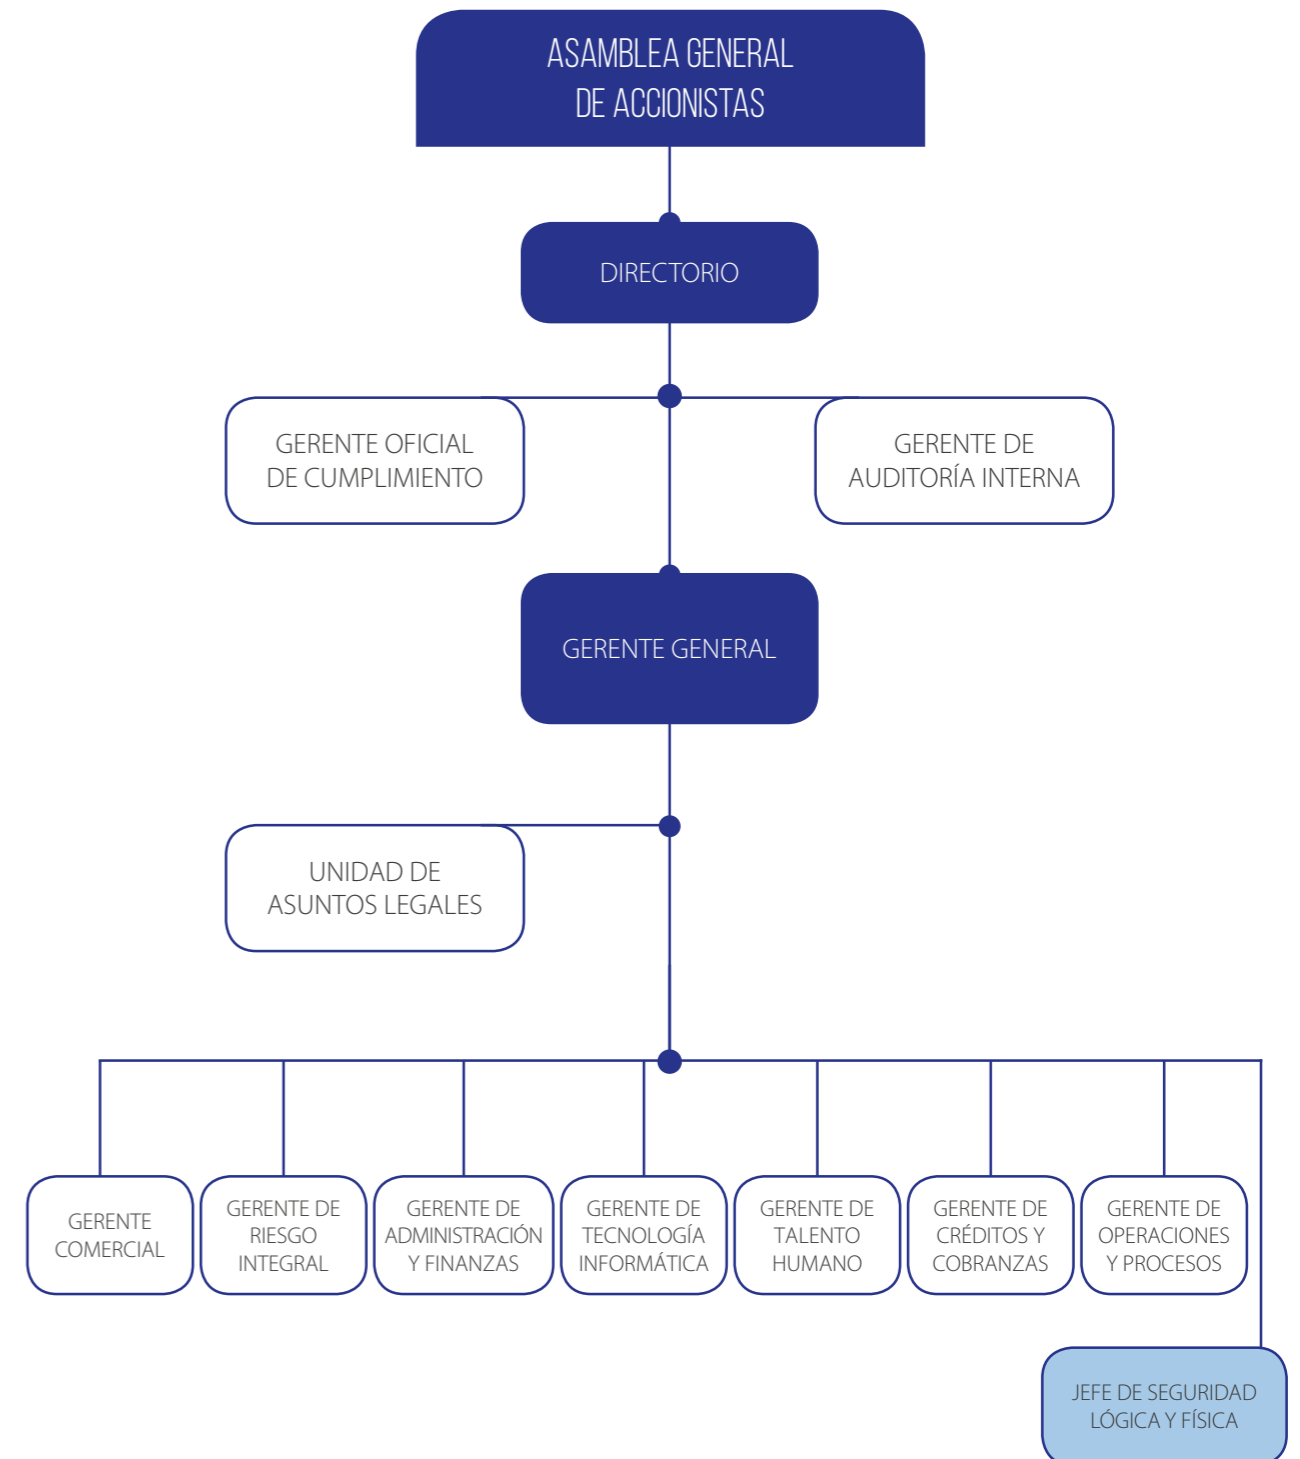 ASAMBLEA GENERAL
DE ACCIONISTAS
DIRECTORIO
GERENTE OFICIAL
DE CUMPLIMIENTO
GERENTE DE
AUDITORÍA INTERNA
GERENTE GENERAL
UNIDAD DE
ASUNTOS LEGALES
GERENTE
COMERCIAL
GERENTE DE
RIESGO
INTEGRAL
GERENTE DE
ADMINISTRACIÓN
Y FINANZAS
GERENTE DE
TECNOLOGÍA
INFORMÁTICA
GERENTE DE
TALENTO
HUMANO
GERENTE DE
CRÉDITOS Y
COBRANZAS
GERENTE DE
OPERACIONES
Y PROCESOS
JEFE DE SEGURIDAD
LÓGICA Y FÍSICA